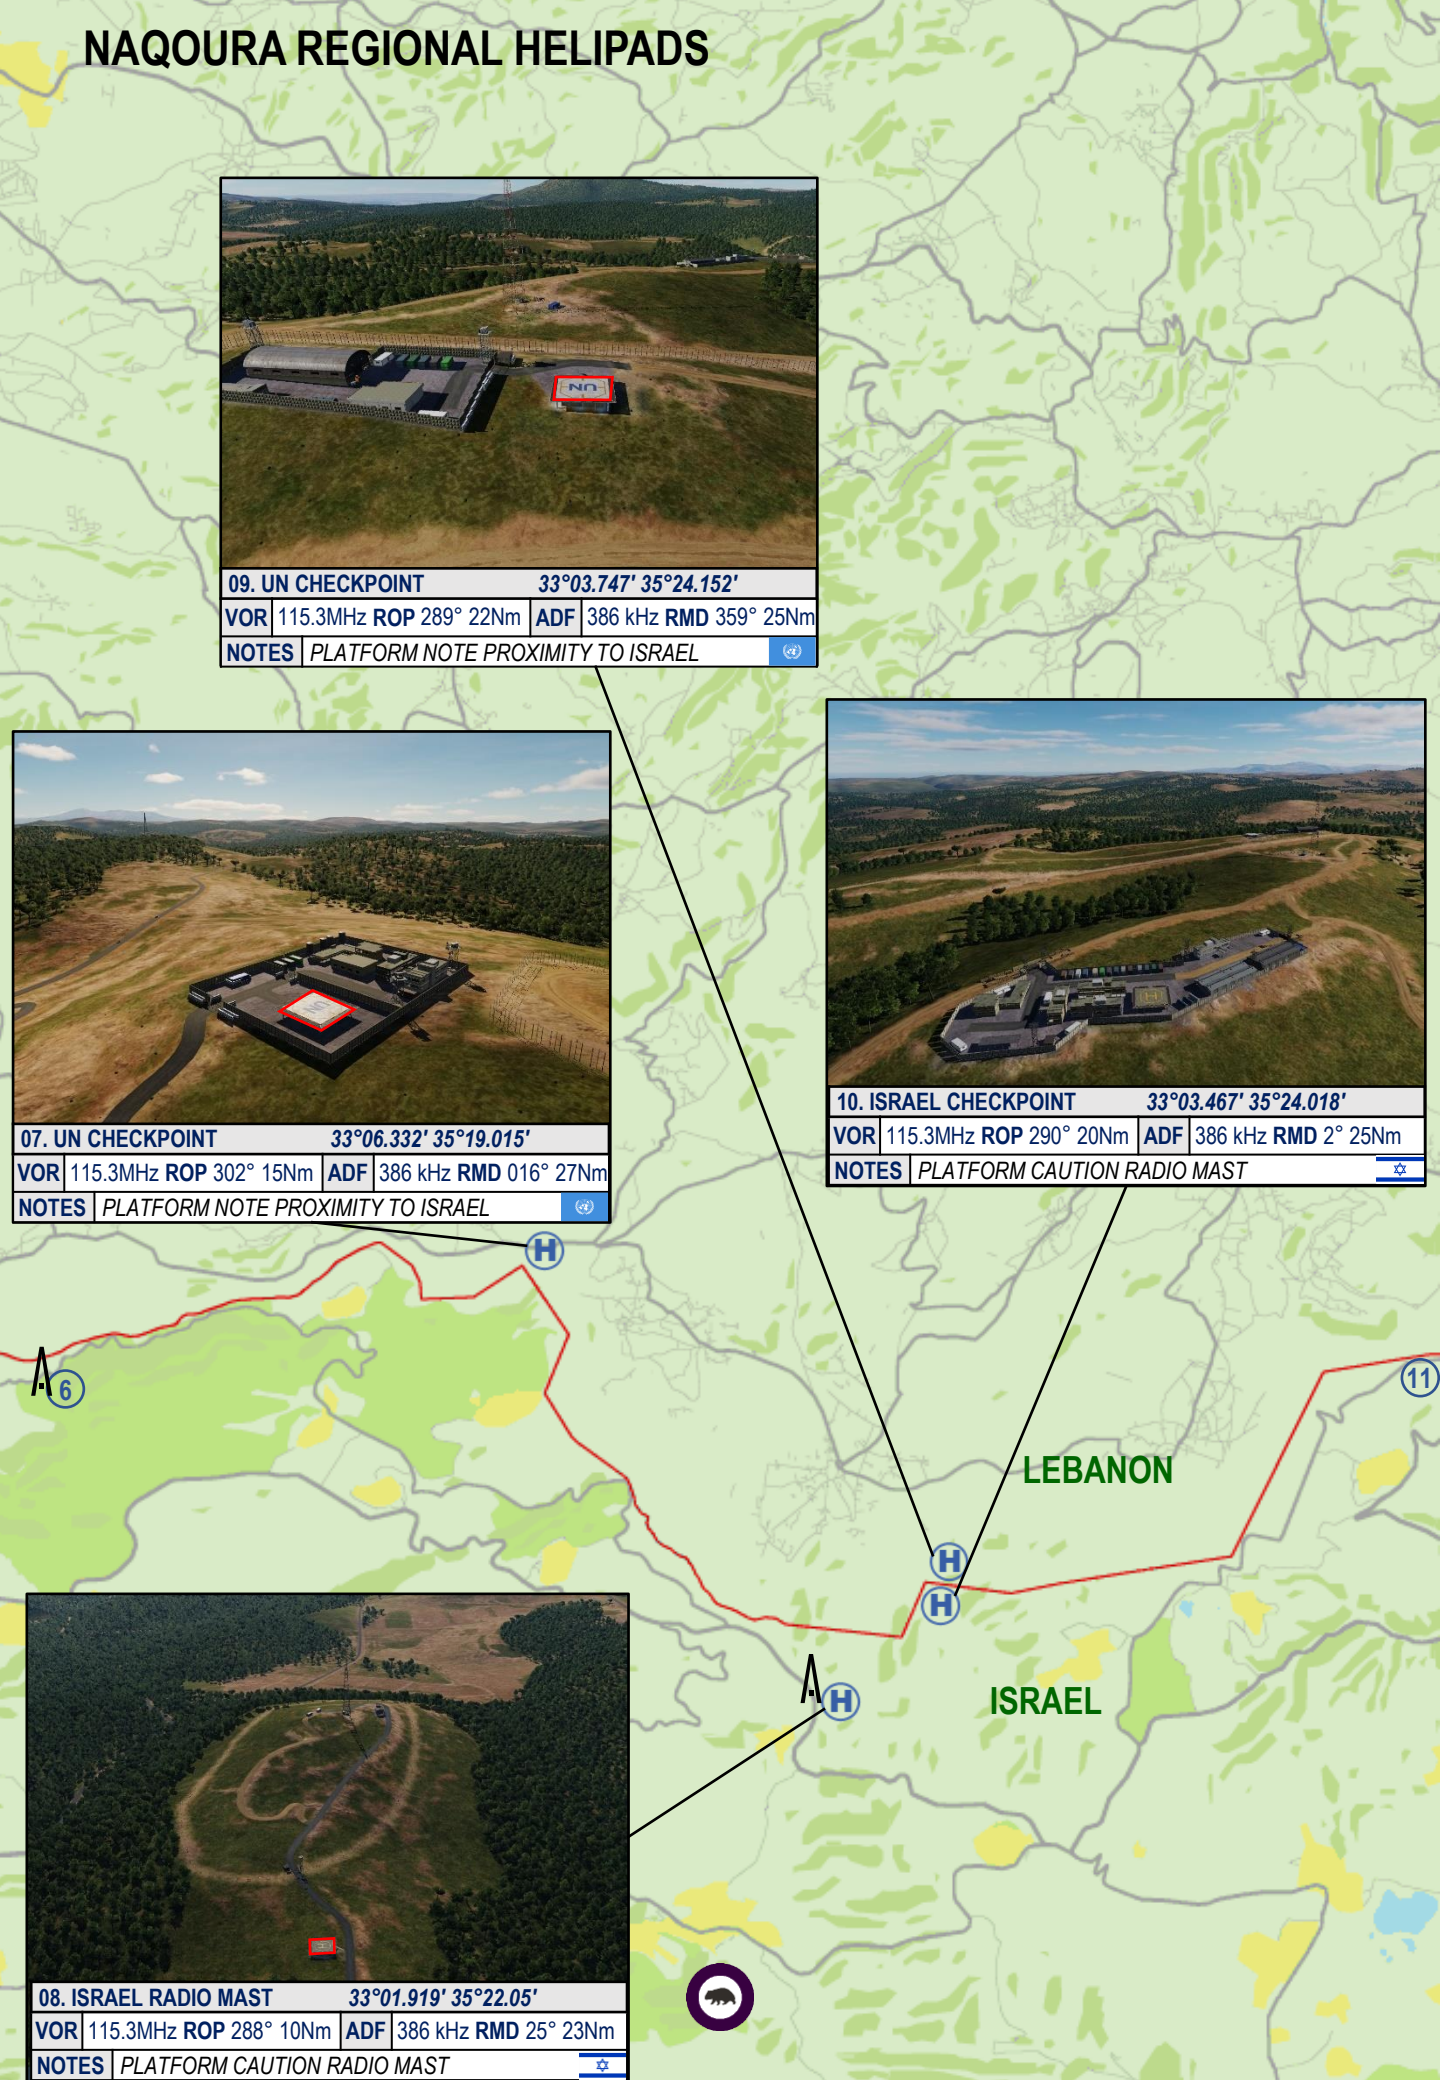 NAQOURA REGIONAL HELIPADS
UN
09. UN CHECKPOINT 33°03.747' 35°24.152'
VOR 115.3MHz ROP 289° 22Nm ADF 386 kHz RMD 359° 25Nm
NOTES PLATFORM NOTE PROXIMITY TO ISRAEL
UN
07. UN CHECKPOINT 33°06.332' 35°19.015'
VOR 115.3MHz ROP 302° 15Nm ADF 386 kHz RMD 016° 27Nm
NOTES PLATFORM NOTE PROXIMITY TO ISRAEL
H
10. ISRAEL CHECKPOINT 33°03.467' 35°24.018'
VOR 115.3MHz ROP 290° 20Nm ADF 386 kHz RMD 2° 25Nm
NOTES PLATFORM CAUTION RADIO MAST
H
6
11
LEBANON
H
H
H
ISRAEL
08. ISRAEL RADIO MAST 33°01.919' 35°22.05'
VOR 115.3MHz ROP 288° 10Nm ADF 386 kHz RMD 25° 23Nm
NOTES PLATFORM CAUTION RADIO MAST